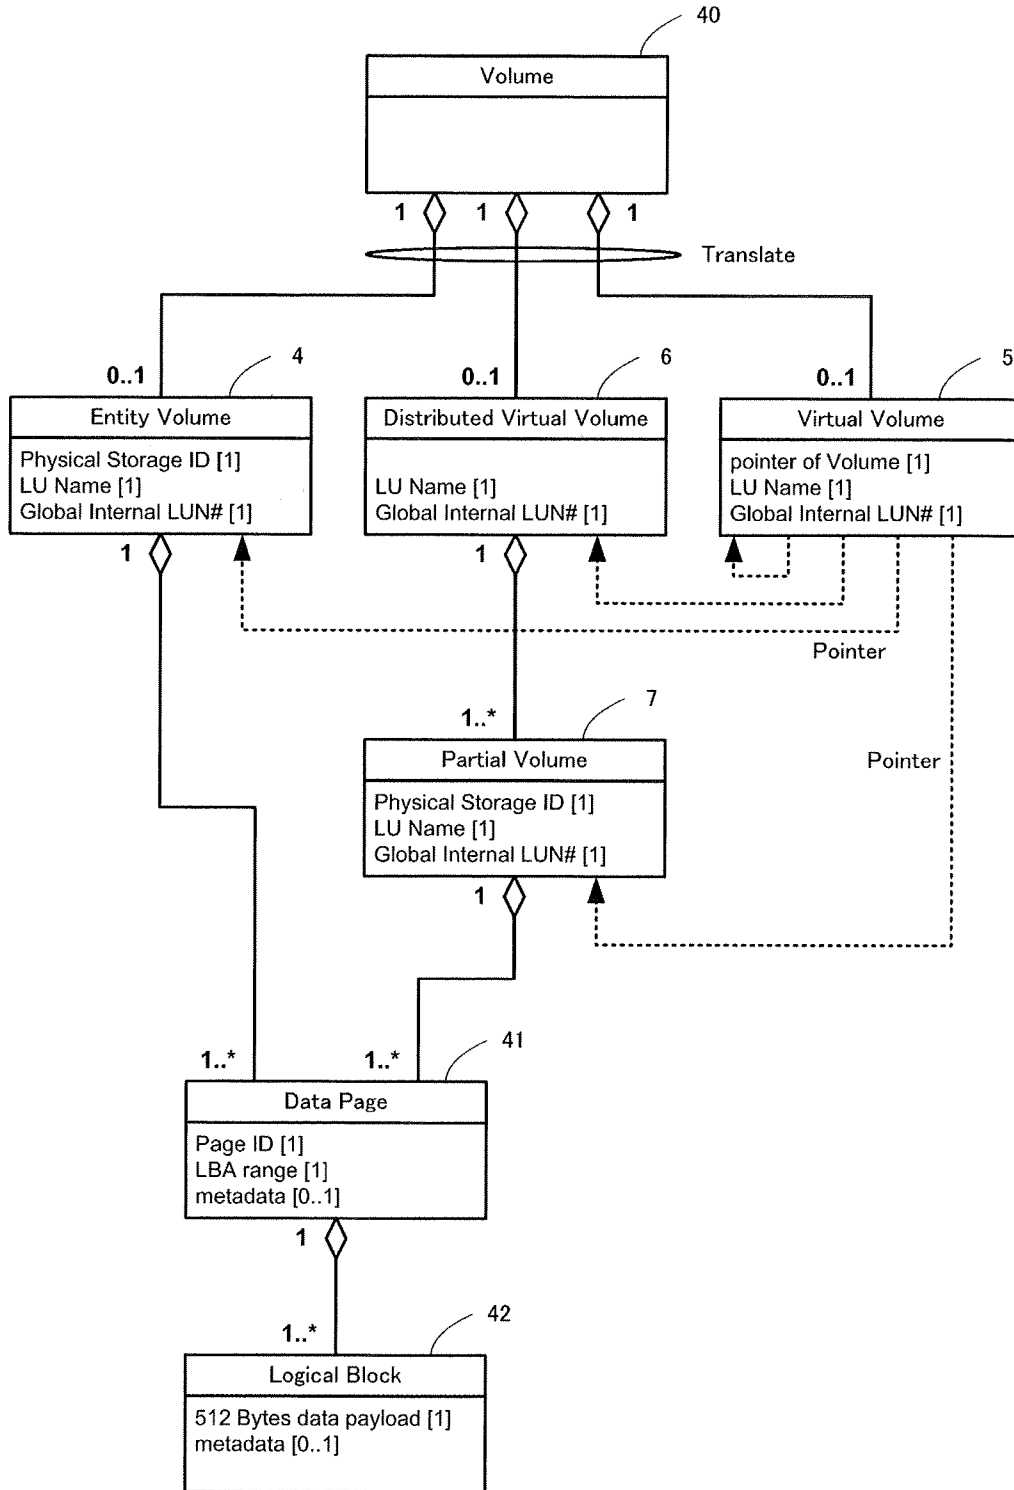 40
Volume
1
1
1
Translate
4
6
5
0..1
0..1
0..1
Entity Volume
Physical Storage ID [1]
LU Name [1]
Global Internal LUN# [1]
Distributed Virtual Volume
LU Name [1]
Global Internal LUN# [1]
Virtual Volume
pointer of Volume [1]
LU Name [1]
Global Internal LUN# [1]
1
1
Pointer
7
1..*
Partial Volume
Pointer
Physical Storage ID [1]
LU Name [1]
Global Internal LUN# [1]
1
41
1..*
1..*
Data Page
Page ID [1]
LBA range [1]
metadata [0..1]
1
42
1..*
Logical Block
512 Bytes data payload [1]
metadata [0..1]